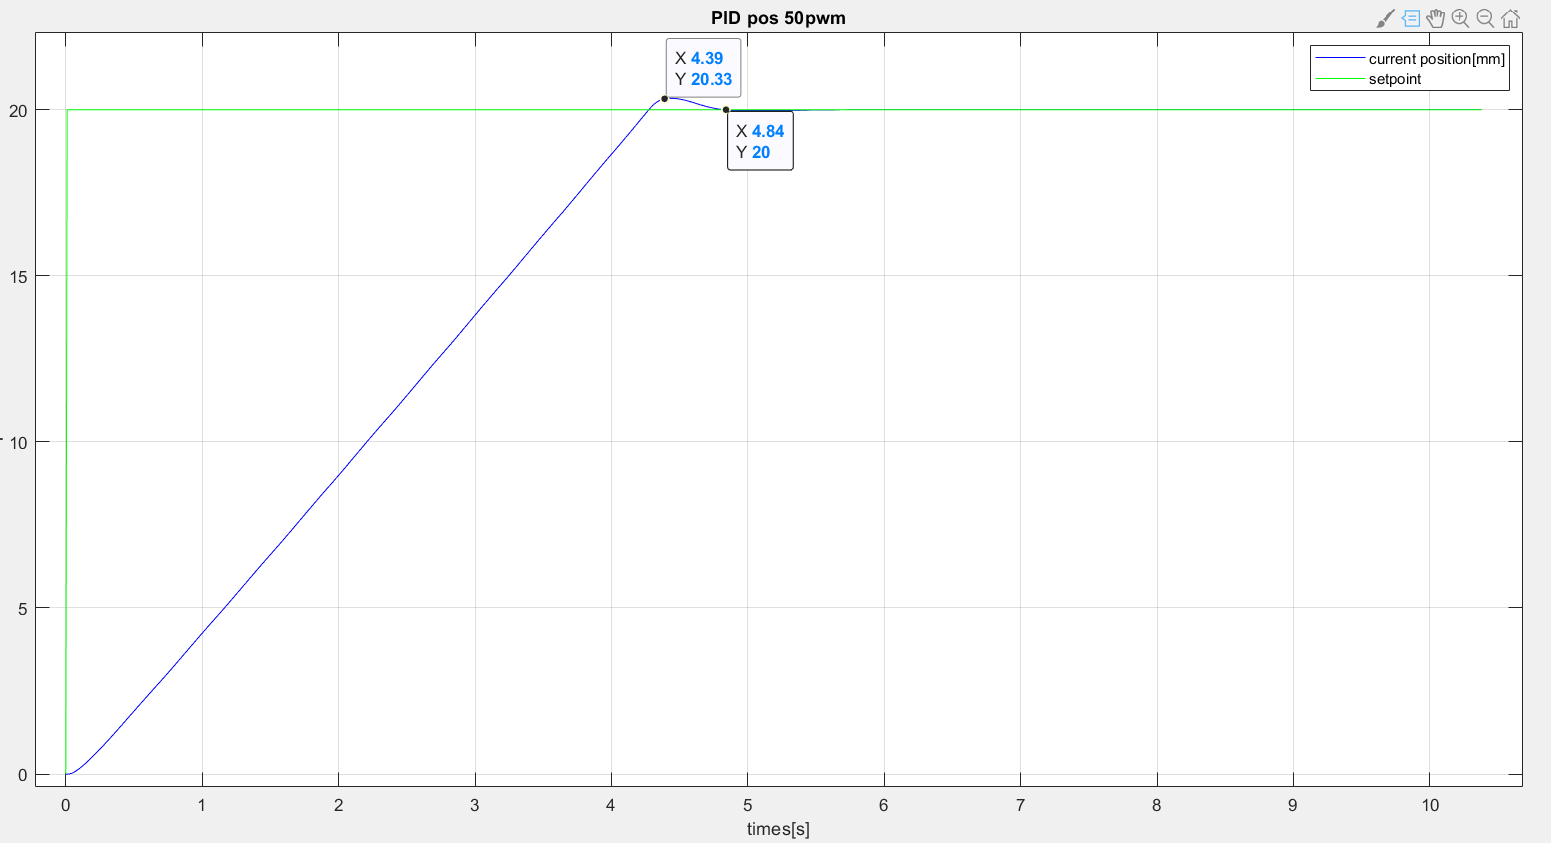 PID pos 50pwm
X 4.39
Y 20.33
current position[mm]
setpoint
X 4.84
Y 20
20
15
10
5
0
0 1 2 3 4 5 6 7 8 9 10
times[s]